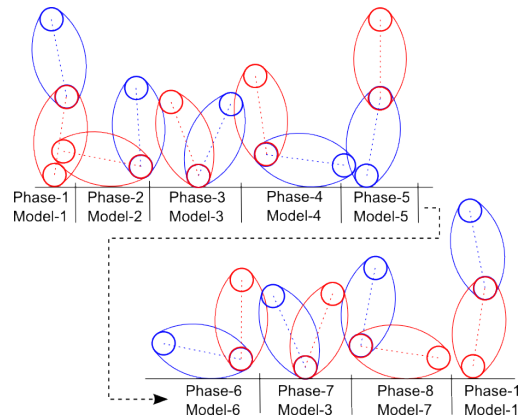 Phase-1 Phase-2 Phase-3 Phase-4 Phase-5
Model-1 Model-2 Model-3 Model-4 Model-5
Phase-6 Phase-7 Phase-8 Phase-1
Model-6 Model-3 Model-7 Model-1